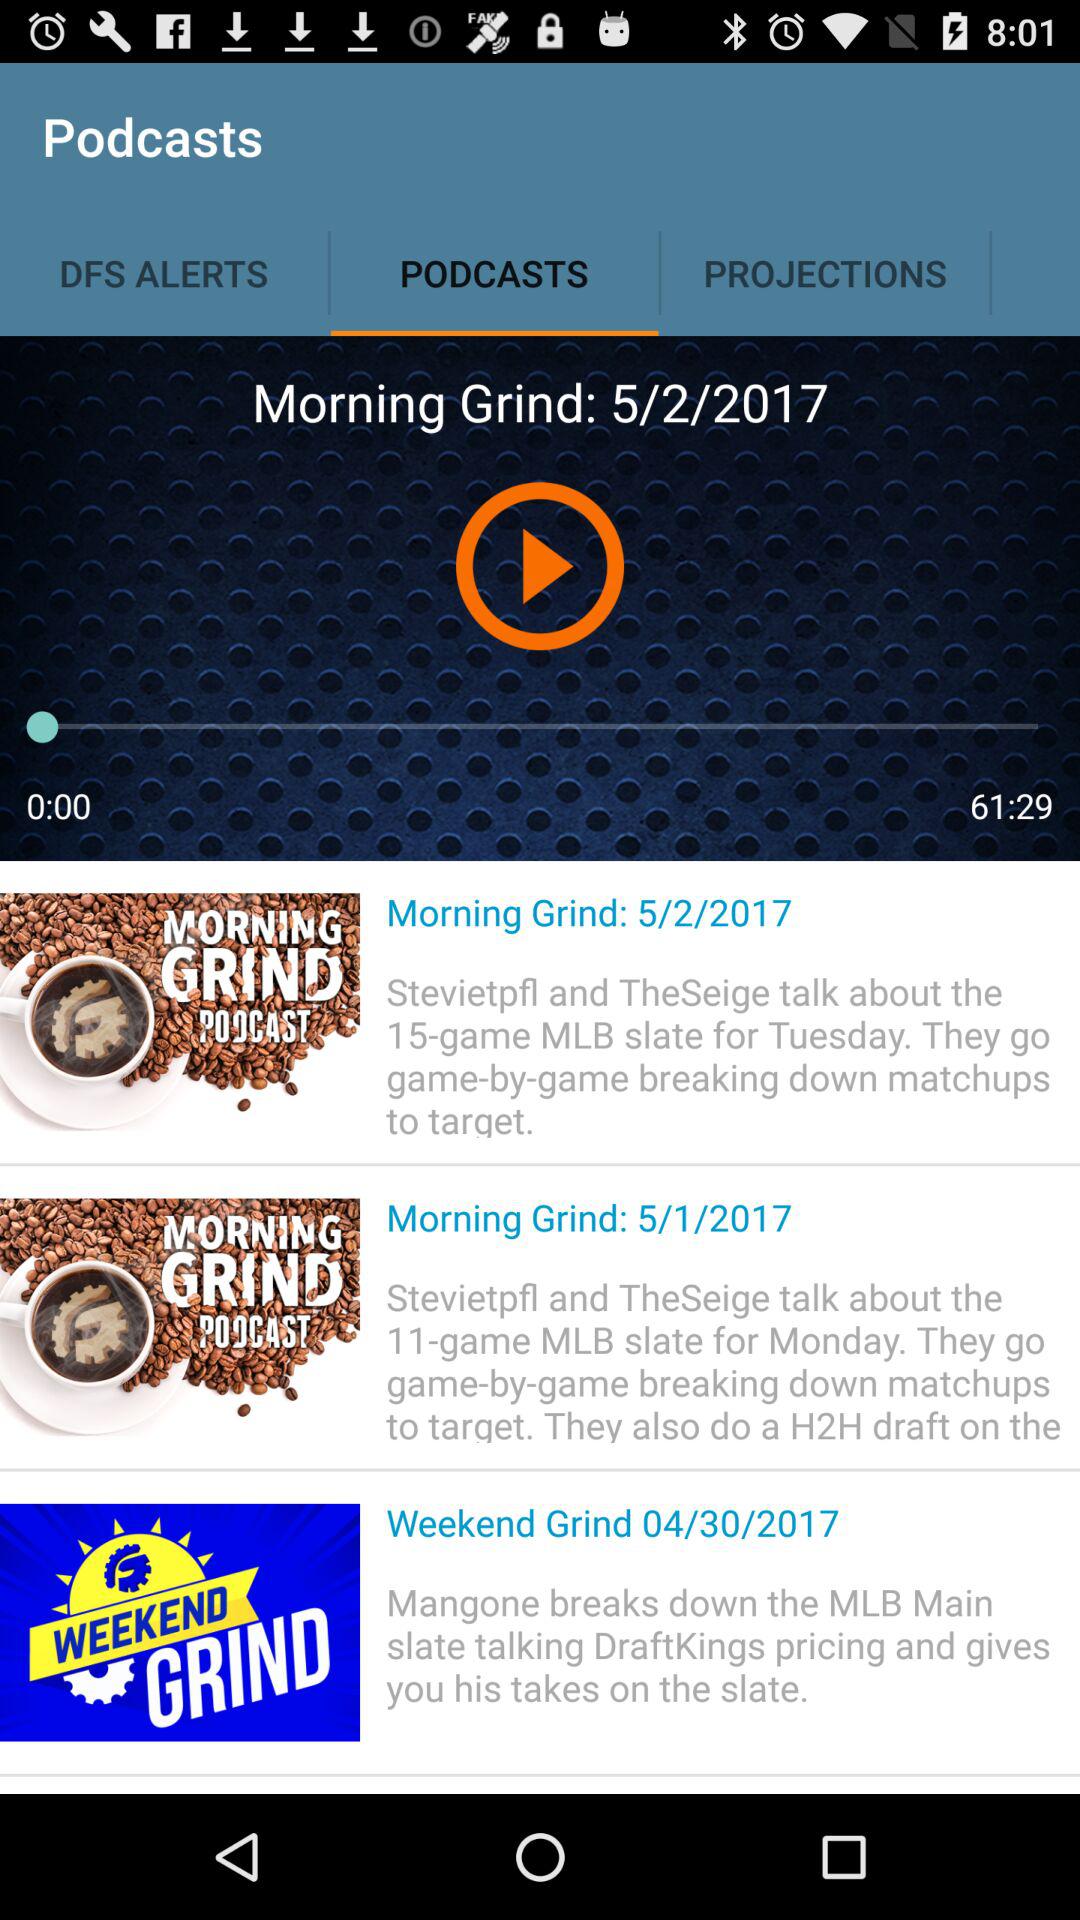 FAKE
8:01
Podcasts
DFS ALERTS
PODCASTS
PROJECTIONS
Morning Grind: 5/2/2017
0:00
61:29
MORNING
GRIND
PODCAST
Morning Grind: 5/2/2017
Stevietpfl and TheSeige talk about the
15-game MLB slate for Tuesday. They go
game-by-game breaking down matchups
to target.
MORNING
GRIND
PODCAST
Morning Grind: 5/1/2017
Stevietpfl and TheSeige talk about the
11-game MLB slate for Monday. They go
game-by-game breaking down matchups
to target. They also do a H2H draft on the
WEEKEND
GRIND
Weekend Grind 04/30/2017
Mangone breaks down the MLB Main
slate talking DraftKings pricing and gives
you his takes on the slate.